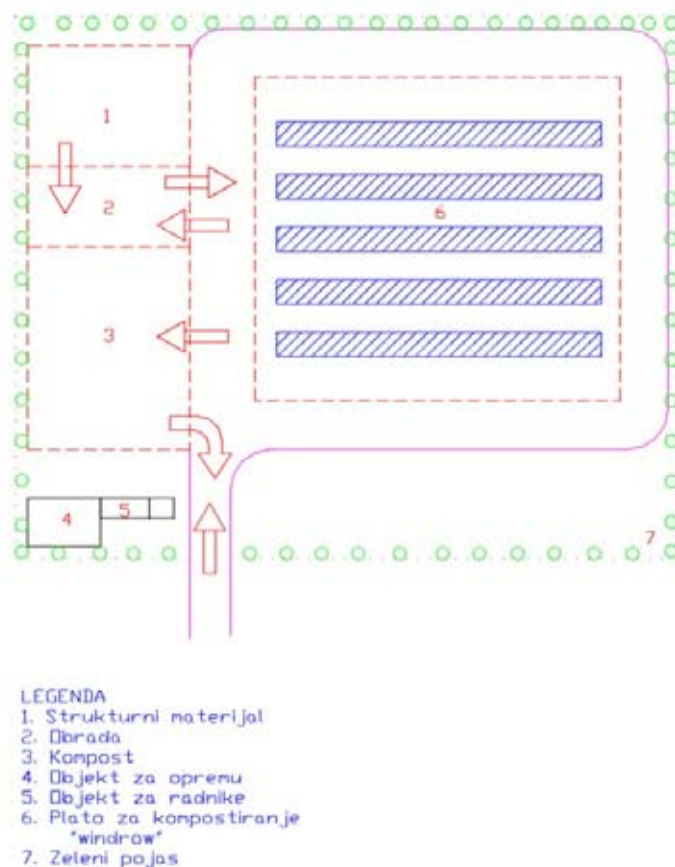 1
2
6
3
4
5
7
LEGENDA
1. Strukturni materijal
2. Obrada
3. Kompost
4. Objekt za opremu
5. Objekt za radnike
6. Plato za kompostiranje
"windrow"
7. Zeleni pojas